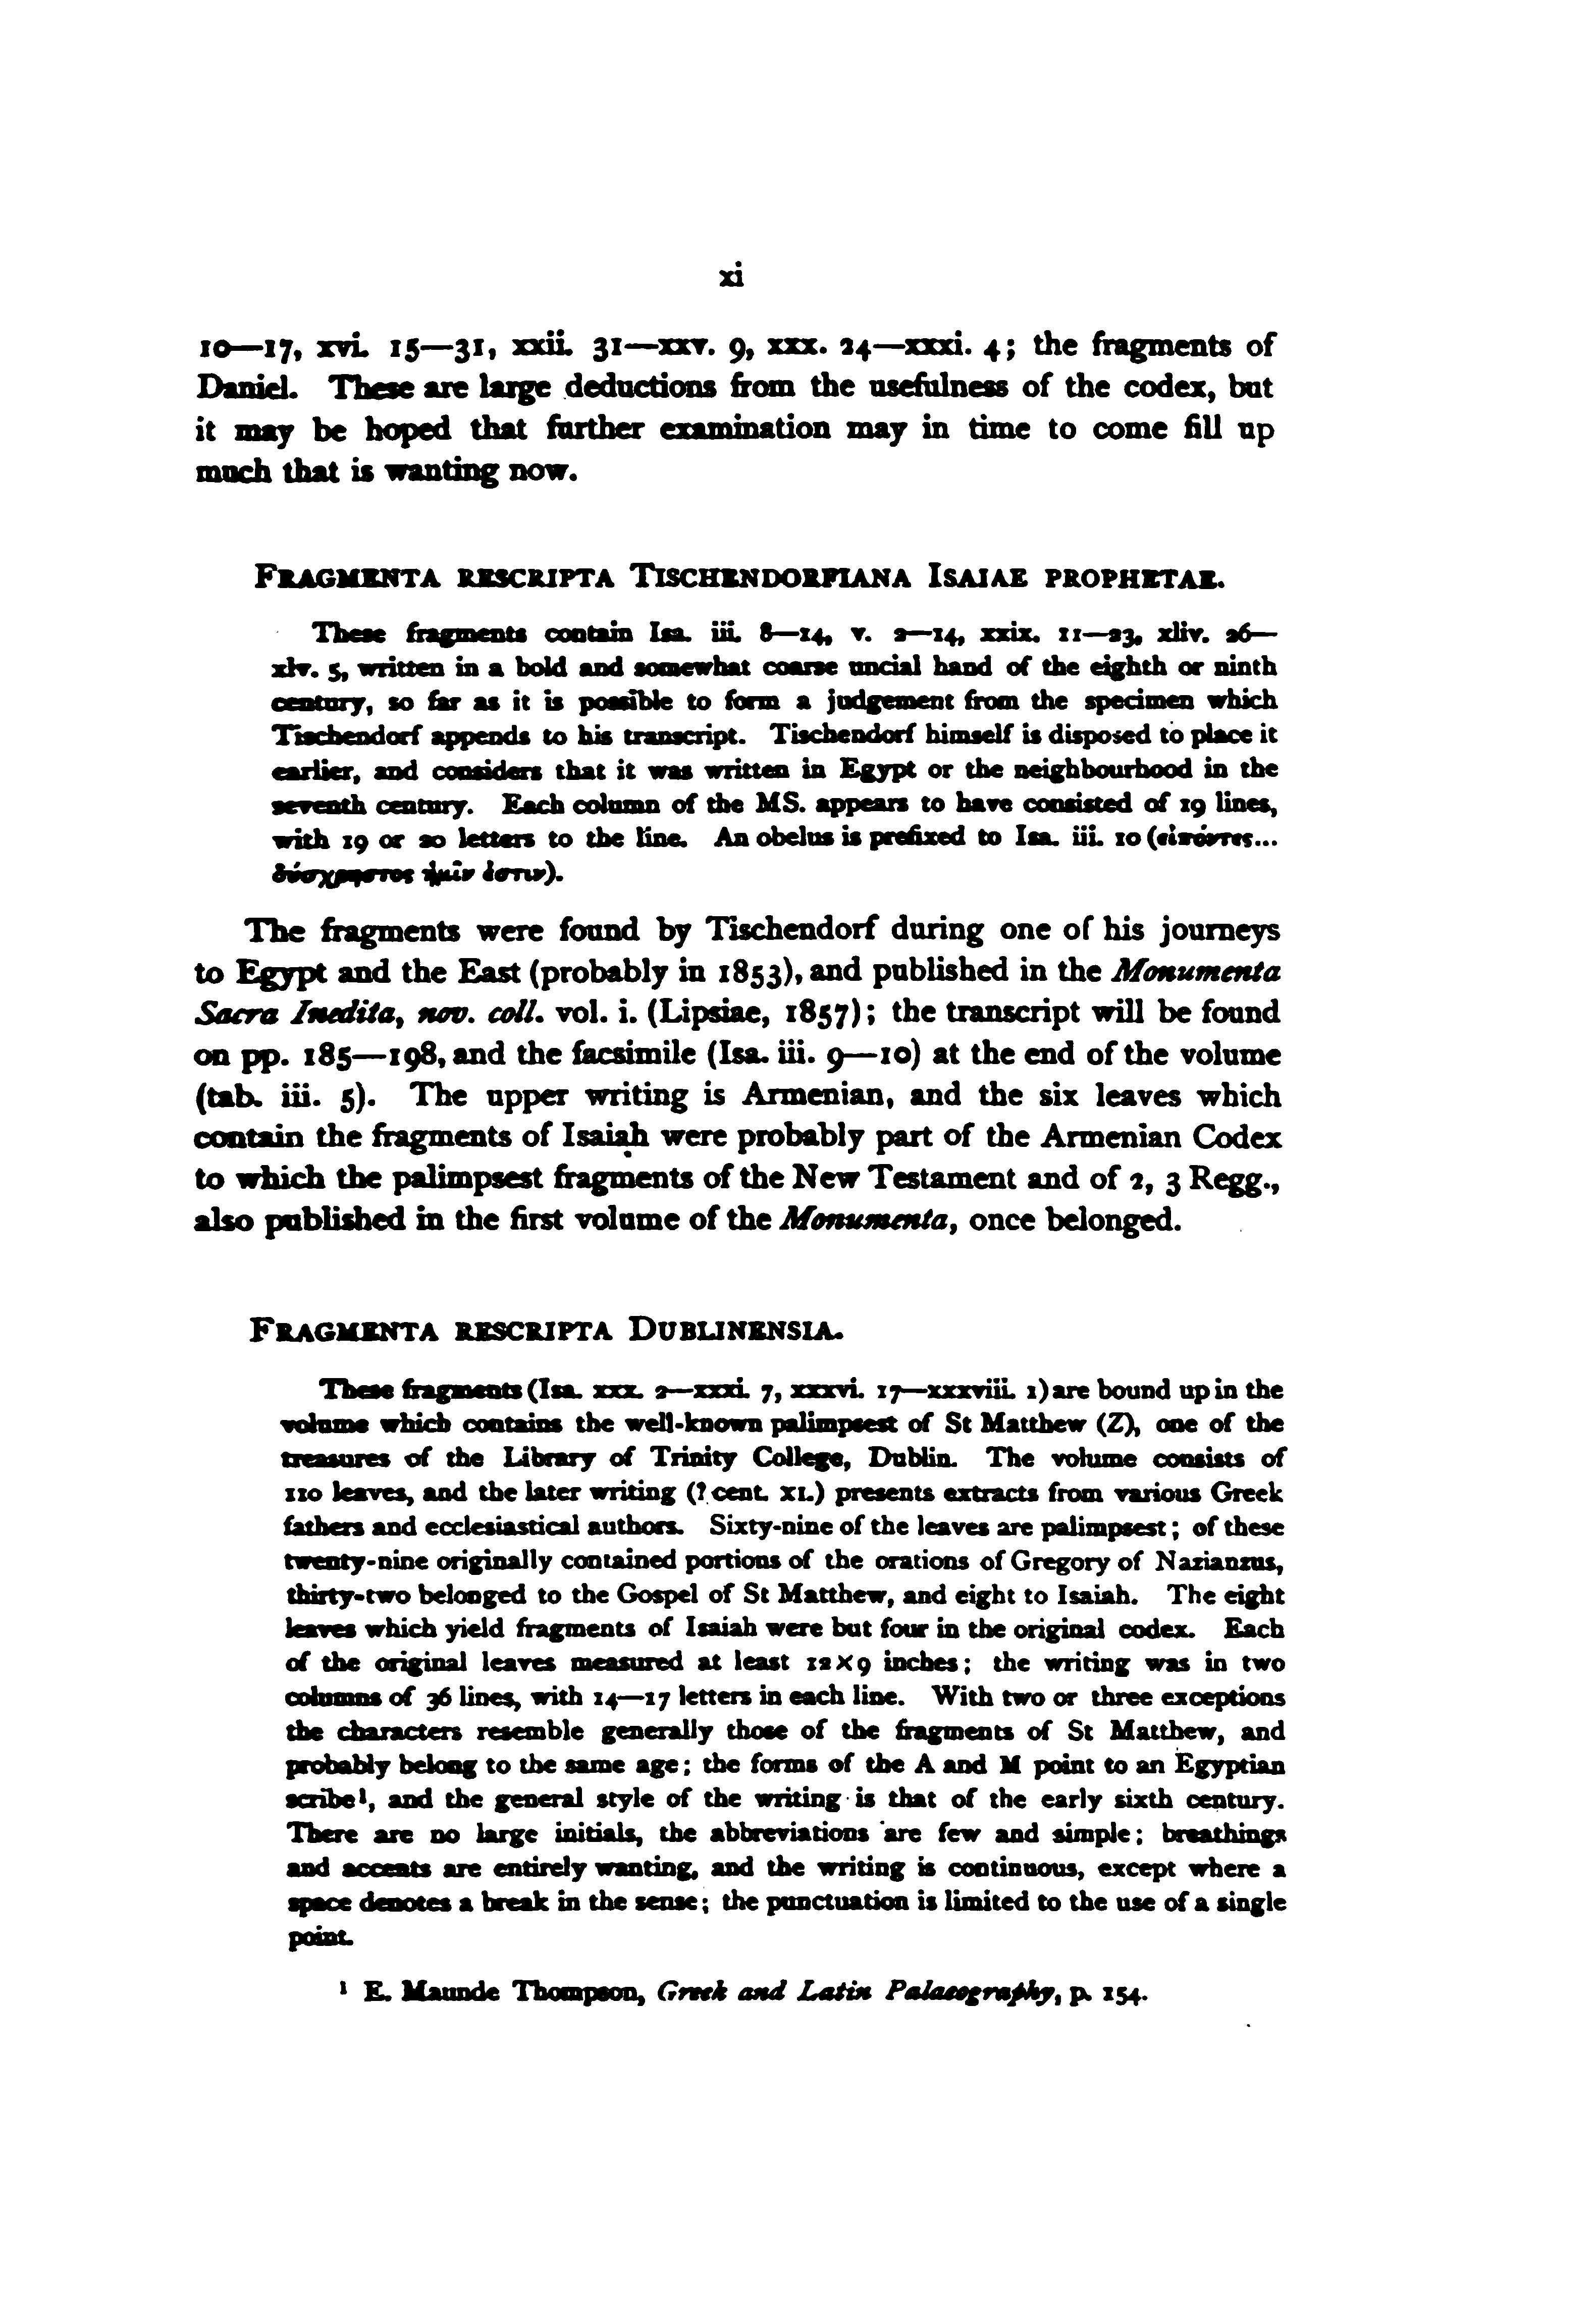 xi
10—17, xvi. 15—31, xxii. 31—xxv. 9, xxx. 24—xxxi. 4; the fragments of
Daniel. These are large deductions from the usefulness of the codex, but
it may be hoped that further examination may in time to come fill up
much that is wanting now.
FRAGMENTA RESCRIPTA TISCHENDORFIANA ISAIAE PROPHETAE.
These fragments contain Isa. iii. 8—14, v. 2—14, xxix. 11—23, xliv. 26—
xlv. 5, written in a bold and somewhat coarse uncial hand of the eighth or ninth
century, so far as it is possible to form a judgement from the specimen which
Tischendorf appends to his transcript. Tischendorf himself is disposed to place it
earlier, and considers that it was written in Egypt or the neighbourhood in the
seventh century. Each column of the MS. appears to have consisted of 19 lines,
with 19 or 20 letters to the line. An obelus is prefixed to Isa. iii. 10 (εἰπόντες...
δύσχρηστος ἡμῖν ἐστιν).
The fragments were found by Tischendorf during one of his journeys
to Egypt and the East (probably in 1853), and published in the Monumenta
Sacra Inedita, nov. coll. vol. i. (Lipsiae, 1857); the transcript will be found
on pp. 185—198, and the facsimile (Isa. iii. 9—10) at the end of the volume
(tab. iii. 5). The upper writing is Armenian, and the six leaves which
contain the fragments of Isaiah were probably part of the Armenian Codex
to which the palimpsest fragments of the New Testament and of 2, 3 Regg.,
also published in the first volume of the Monumenta, once belonged.
FRAGMENTA RESCRIPTA DUBLINENSIA.
These fragments (Isa. xxx. 2—xxxi. 7, xxxvi. 17—xxxviii. 1) are bound up in the
volume which contains the well-known palimpsest of St Matthew (Z), one of the
treasures of the Library of Trinity College, Dublin. The volume consists of
110 leaves, and the later writing (? cent. XI.) presents extracts from various Greek
fathers and ecclesiastical authors. Sixty-nine of the leaves are palimpsest; of these
twenty-nine originally contained portions of the orations of Gregory of Nazianzus,
thirty-two belonged to the Gospel of St Matthew, and eight to Isaiah. The eight
leaves which yield fragments of Isaiah were but four in the original codex. Each
of the original leaves measured at least 12×9 inches; the writing was in two
columns of 36 lines, with 14—17 letters in each line. With two or three exceptions
the characters resemble generally those of the fragments of St Matthew, and
probably belong to the same age; the forms of the A and M point to an Egyptian
scribe¹, and the general style of the writing is that of the early sixth century.
There are no large initials, the abbreviations are few and simple; breathings
and accents are entirely wanting, and the writing is continuous, except where a
space denotes a break in the sense; the punctuation is limited to the use of a single
point.
¹ E. Maunde Thompson, Greek and Latin Palaeography, p. 154.